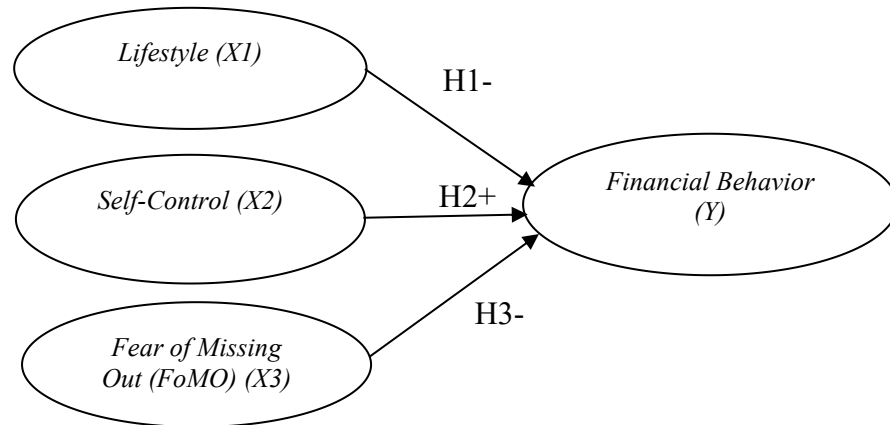 Lifestyle (X1)
H1-
Self-Control (X2)
H2+
Financial Behavior
(Y)
Fear of Missing
Out (FoMO) (X3)
H3-